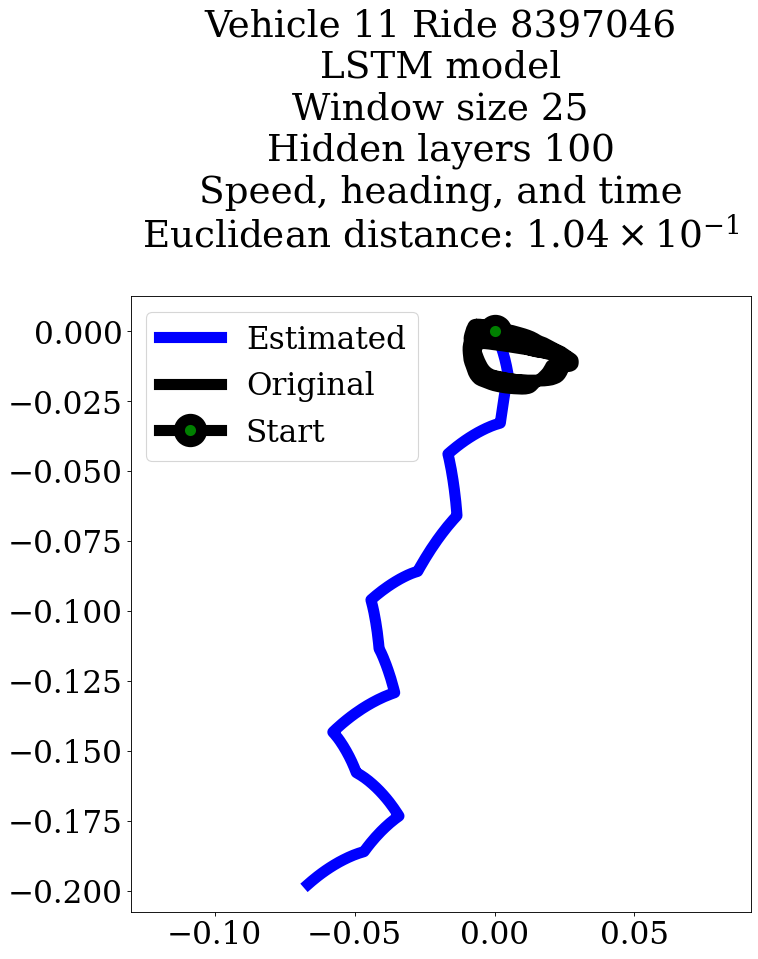 Vehicle 11 Ride 8397046
LSTM model
Window size 25
Hidden layers 100
Speed, heading, and time
Euclidean distance: 1.04 × 10⁻¹
Estimated
Original
Start
0.000
−0.025
−0.050
−0.075
−0.100
−0.125
−0.150
−0.175
−0.200
−0.10 −0.05 0.00 0.05